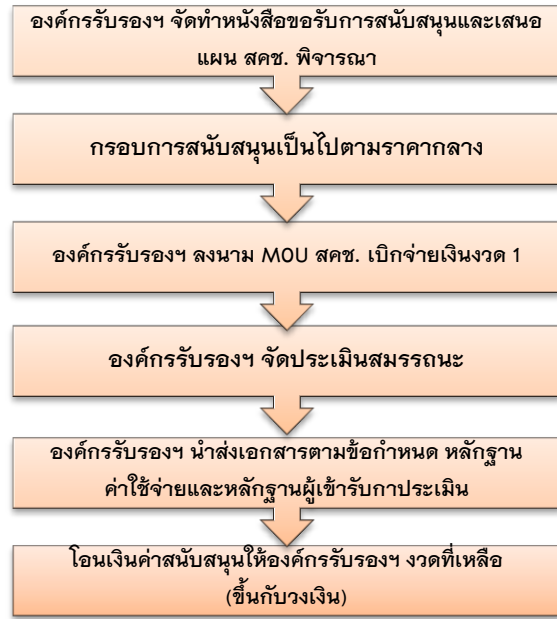 องค์กรรับรองฯ จัดทำหนังสือขอรับการสนับสนุนและเสนอ
แผน สคช. พิจารณา
กรอบการสนับสนุนเป็นไปตามราคากลาง
องค์กรรับรองฯ ลงนาม MOU สคช. เบิกจ่ายเงินงวด 1
องค์กรรับรองฯ จัดประเมินสมรรถนะ
องค์กรรับรองฯ นำส่งเอกสารตามข้อกำหนด หลักฐาน
ค่าใช้จ่ายและหลักฐานผู้เข้ารับกาประเมิน
โอนเงินค่าสนับสนุนให้องค์กรรับรองฯ งวดที่เหลือ
(ขึ้นกับวงเงิน)